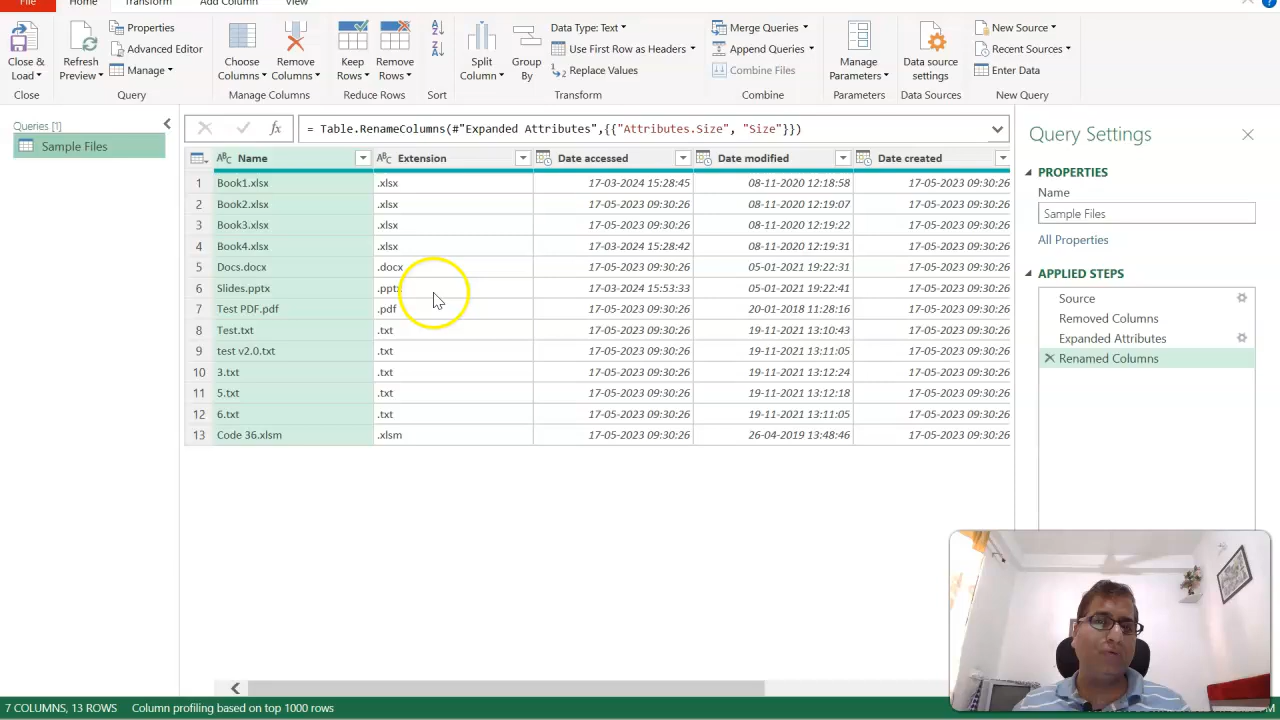 File Home Transform Add Column View
Close & Load Refresh Preview Properties Advanced Editor Manage Choose Columns Remove Columns Keep Rows Remove Rows Split Column Group By Data Type: Text Use First Row as Headers Replace Values Merge Queries Append Queries Combine Files Manage Parameters Data source settings New Source Recent Sources Enter Data
Close Query Manage Columns Reduce Rows Sort Transform Combine Parameters Data Sources New Query
Queries [1]
Sample Files
fx = Table.RenameColumns(#"Expanded Attributes",{{"Attributes.Size", "Size"}})
Name Extension Date accessed Date modified Date created
1 Book1.xlsx .xlsx 17-03-2024 15:28:45 08-11-2020 12:18:58 17-05-2023 09:30:26
2 Book2.xlsx .xlsx 17-05-2023 09:30:26 08-11-2020 12:19:07 17-05-2023 09:30:26
3 Book3.xlsx .xlsx 17-05-2023 09:30:26 08-11-2020 12:19:22 17-05-2023 09:30:26
4 Book4.xlsx .xlsx 17-03-2024 15:28:42 08-11-2020 12:19:31 17-05-2023 09:30:26
5 Docs.docx .docx 17-05-2023 09:30:26 05-01-2021 19:22:31 17-05-2023 09:30:26
6 Slides.pptx .pptx 17-03-2024 15:53:33 05-01-2021 19:22:41 17-05-2023 09:30:26
7 Test PDF.pdf .pdf 17-05-2023 09:30:26 20-01-2018 11:28:16 17-05-2023 09:30:26
8 Test.txt .txt 17-05-2023 09:30:26 19-11-2021 13:10:43 17-05-2023 09:30:26
9 test v2.0.txt .txt 17-05-2023 09:30:26 19-11-2021 13:11:05 17-05-2023 09:30:26
10 3.txt .txt 17-05-2023 09:30:26 19-11-2021 13:12:24 17-05-2023 09:30:26
11 5.txt .txt 17-05-2023 09:30:26 19-11-2021 13:12:18 17-05-2023 09:30:26
12 6.txt .txt 17-05-2023 09:30:26 19-11-2021 13:11:05 17-05-2023 09:30:26
13 Code 36.xlsm .xlsm 17-05-2023 09:30:26 26-04-2019 13:48:46 17-05-2023 09:30:26
Query Settings
PROPERTIES
Name
Sample Files
All Properties
APPLIED STEPS
Source
Removed Columns
Expanded Attributes
Renamed Columns
7 COLUMNS, 13 ROWS Column profiling based on top 1000 rows